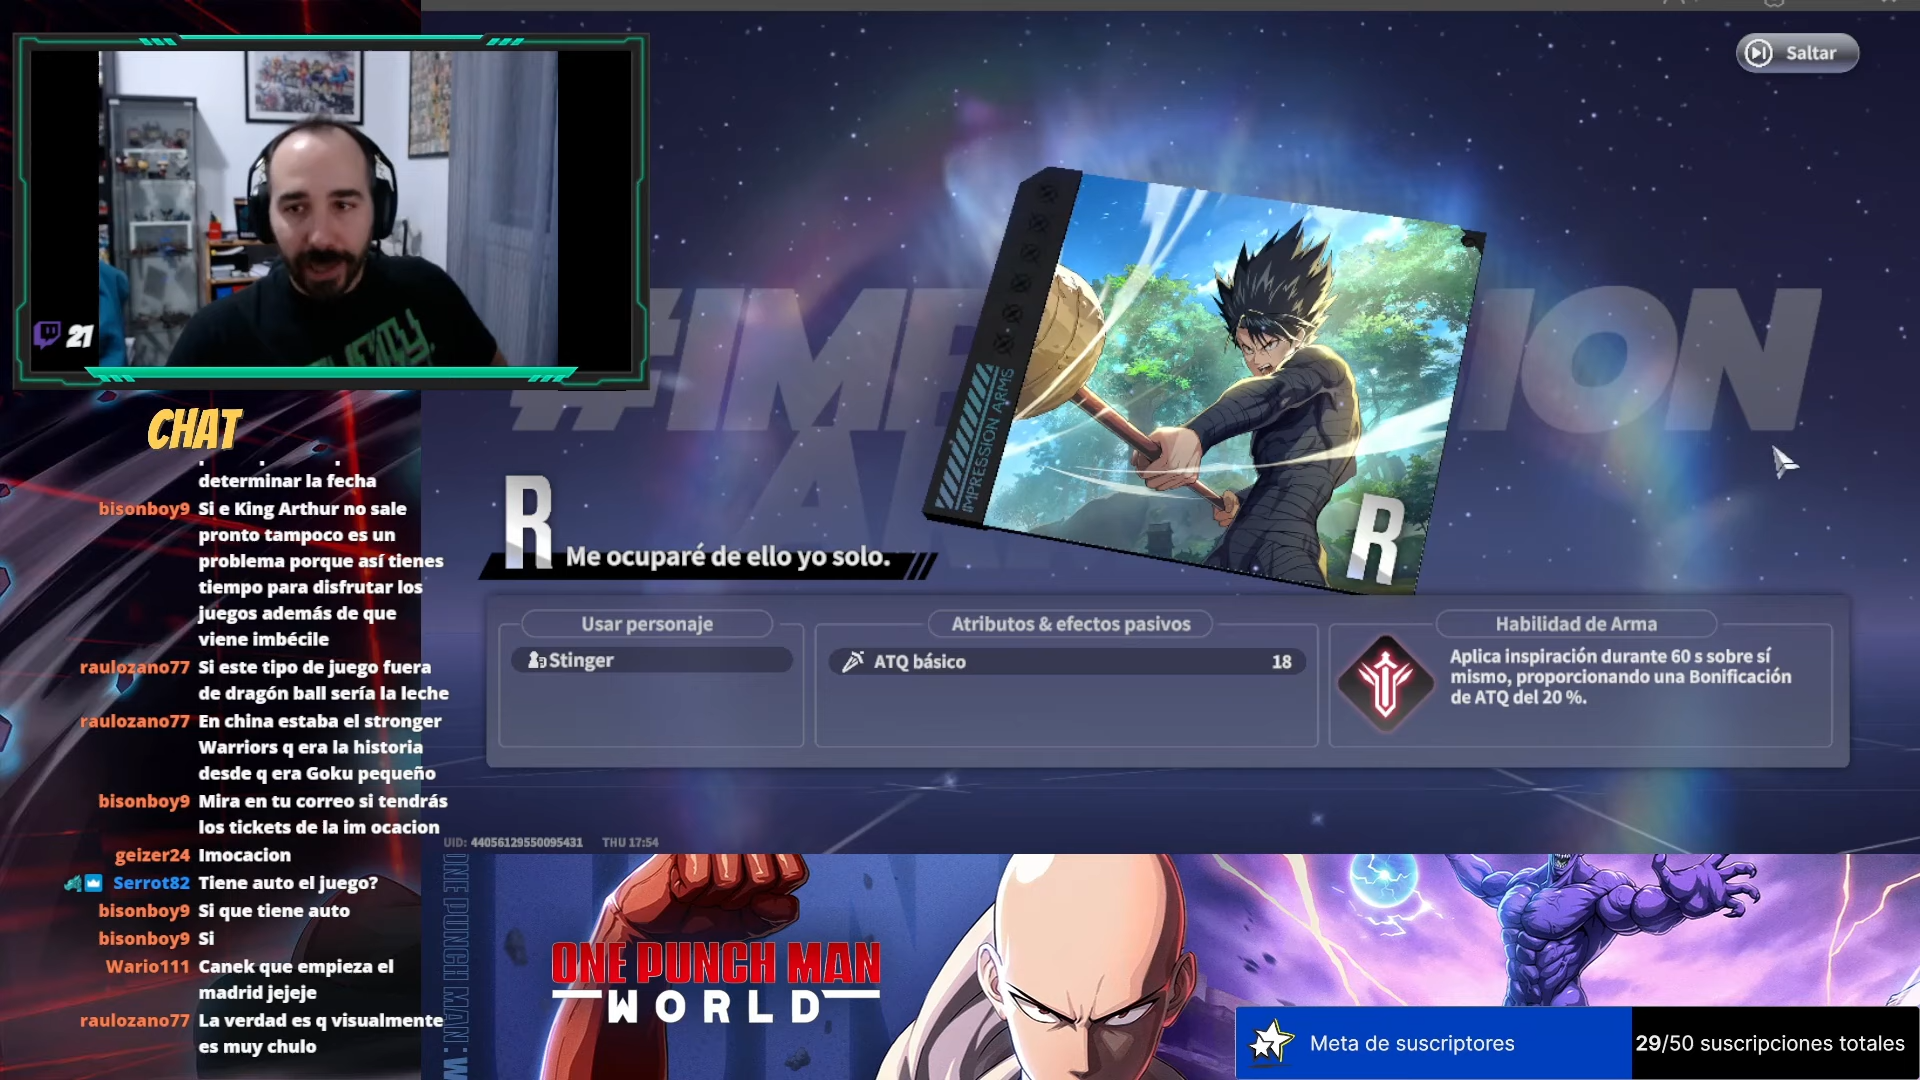 Saltar
21
CHAT
determinar la fecha
bisonboy9 Si e King Arthur no sale
pronto tampoco es un
problema porque así tienes
tiempo para disfrutar los
juegos además de que
viene imbécile
raulozano77 Si este tipo de juego fuera
de dragón ball sería la leche
raulozano77 En china estaba el stronger
Warriors q era la historia
desde q era Goku pequeño
bisonboy9 Mira en tu correo si tendrás
los tickets de la im ocacion
geizer24 Imocacion
Serrot82 Tiene auto el juego?
bisonboy9 Si que tiene auto
bisonboy9 Si
Wario111 Canek que empieza el
madrid jejeje
raulozano77 La verdad es q visualmente
es muy chulo
IMPRESSION ARMS
R
R
Me ocuparé de ello yo solo.
Usar personaje
Stinger
Atributos & efectos pasivos
ATQ básico 18
Habilidad de Arma
Aplica inspiración durante 60 s sobre sí
mismo, proporcionando una Bonificación
de ATQ del 20 %.
UID: 44056129550095431 THU 17:54
ONE PUNCH MAN: W
ONE PUNCH MAN
WORLD
Meta de suscriptores
29/50 suscripciones totales